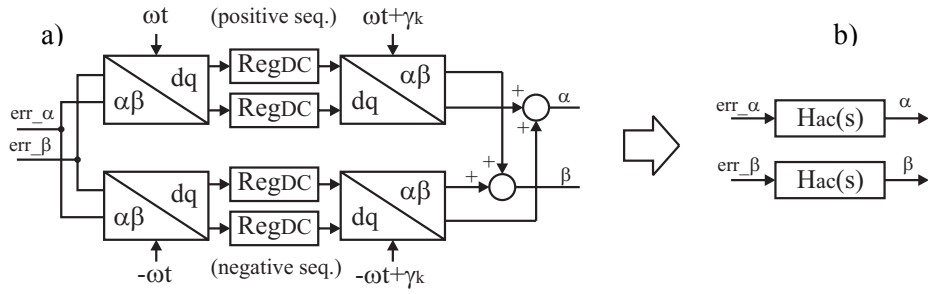 a)
ωt
(positive seq.)
ωt+γk
b)
αβ
dq
RegDC
RegDC
αβ
dq
+
+
α
err_α
err_β
+
+
β
err_α
Hac(s)
α
err_β
Hac(s)
β
dq
αβ
RegDC
RegDC
αβ
dq
-ωt
(negative seq.)
-ωt+γk